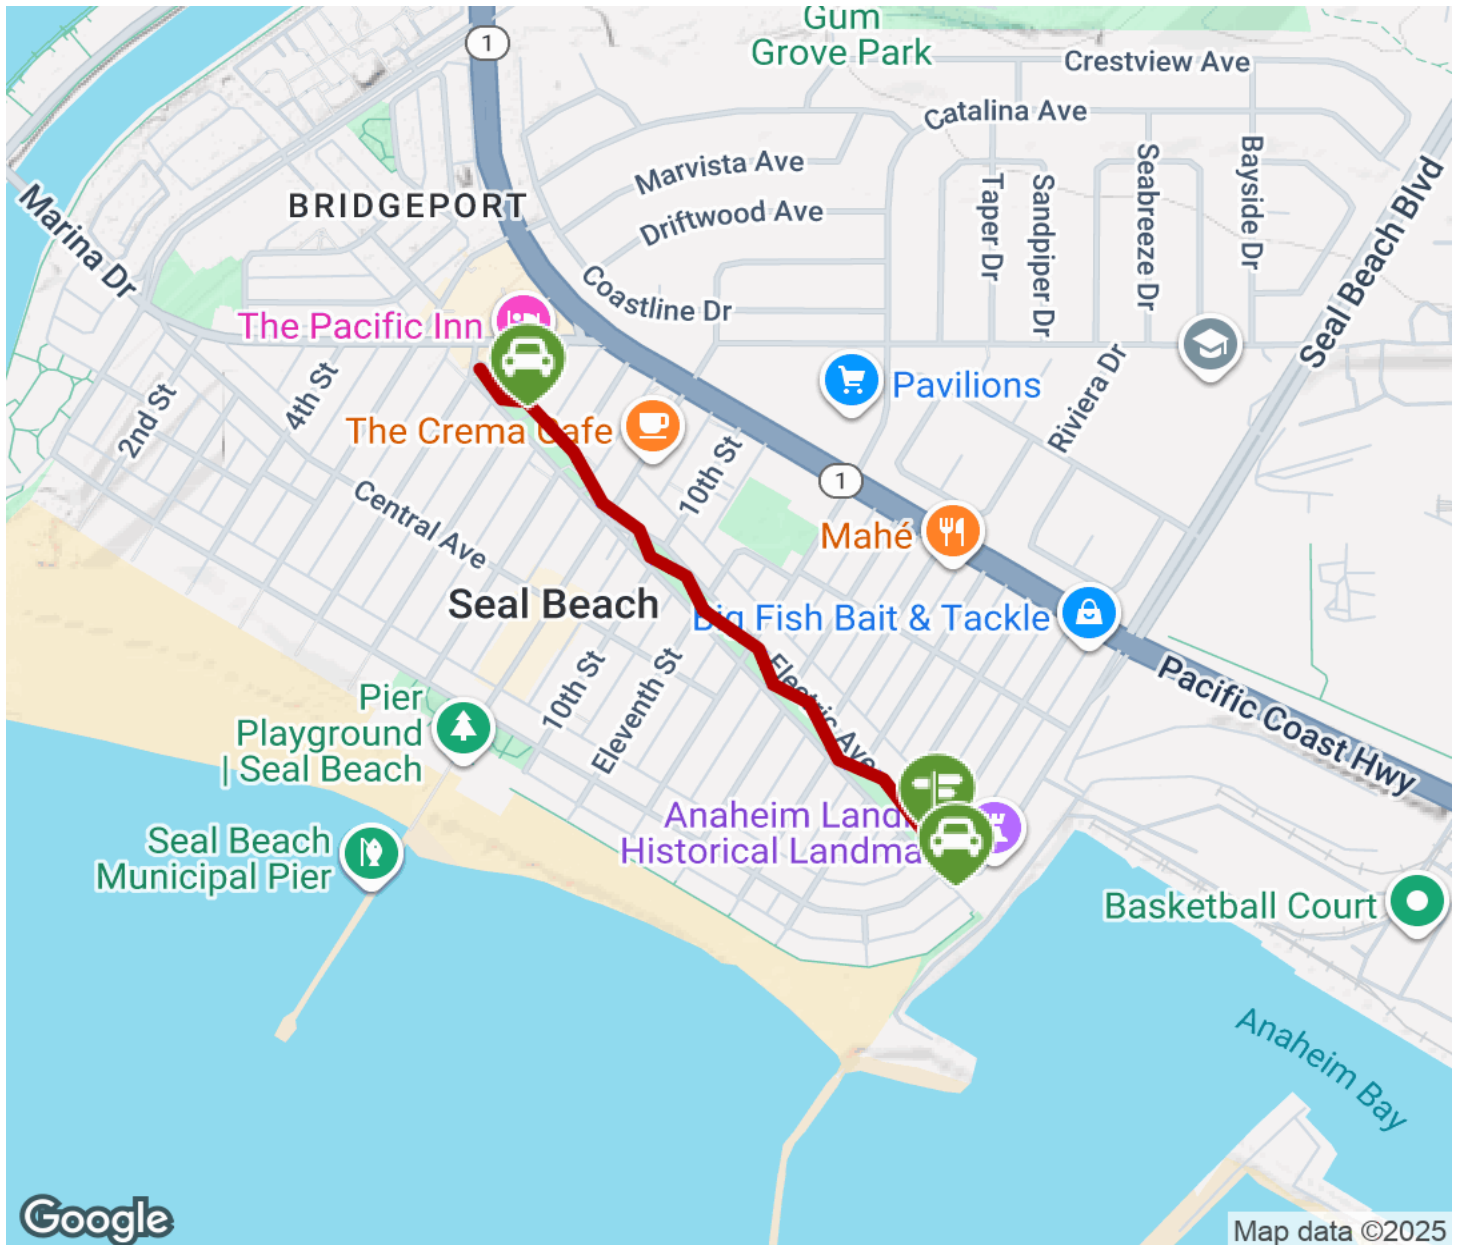 Gum
Grove Park
1
Crestview Ave
Catalina Ave
Marvista Ave
Driftwood Ave
Taper Dr
Sandpiper Dr
Seabreeze Dr
Bayside Dr
Seal Beach Blvd
BRIDGEPORT
Marina Dr
Coastline Dr
The Pacific Inn
2nd St
4th St
The Crema Cafe
Pavilions
Riviera Dr
10th St
1
Central Ave
Mahé
Seal Beach
Big Fish Bait & Tackle
Electric Ave
10th St
Eleventh St
Pacific Coast Hwy
Pier
Playground
| Seal Beach
Seal Beach
Municipal Pier
Anaheim Landi
Historical Landma
Basketball Court
Anaheim Bay
Google
Map data ©2025